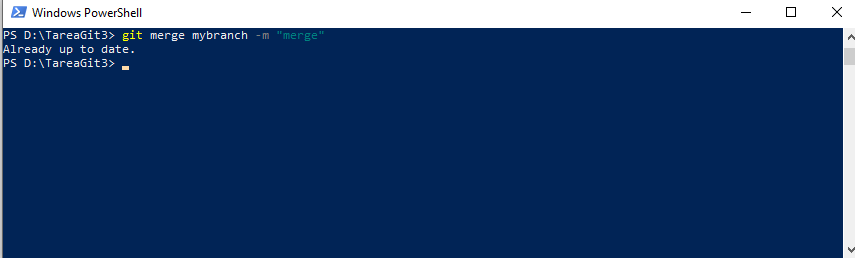 Windows PowerShell
PS D:\TareaGit3> git merge mybranch -m "merge"
Already up to date.
PS D:\TareaGit3>